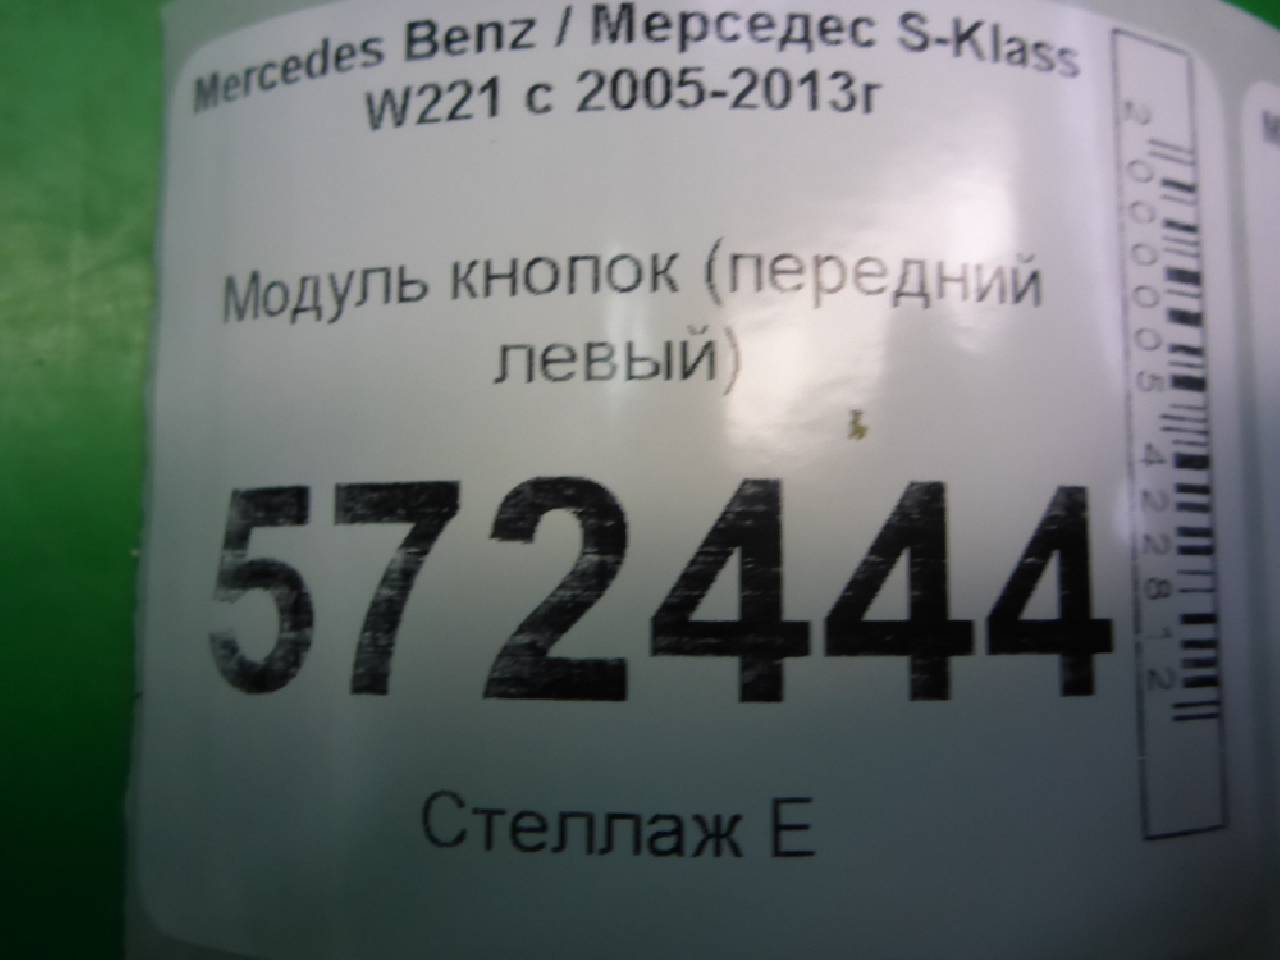 Mercedes Benz / Мерседес S-Klass
W221 с 2005-2013г
Модуль кнопок (передний
левый)
572444
Стеллаж Е
2000005422812